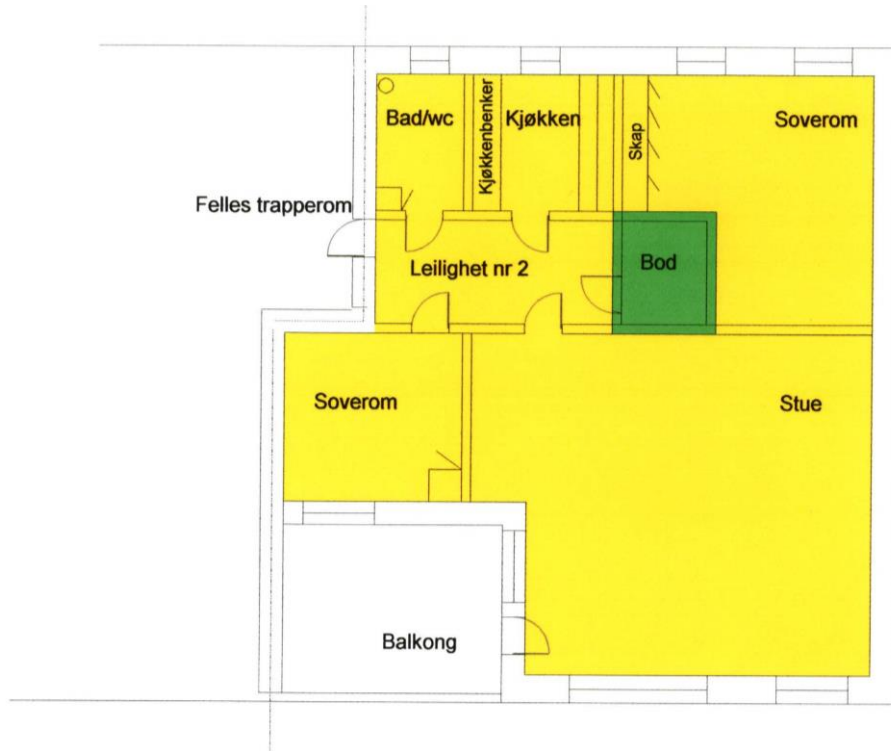 Bad/wc
Kjøkkenbenker
Kjøkken
Skap
Soverom
Felles trapperom
Leilighet nr 2
Bod
Soverom
Stue
Balkong